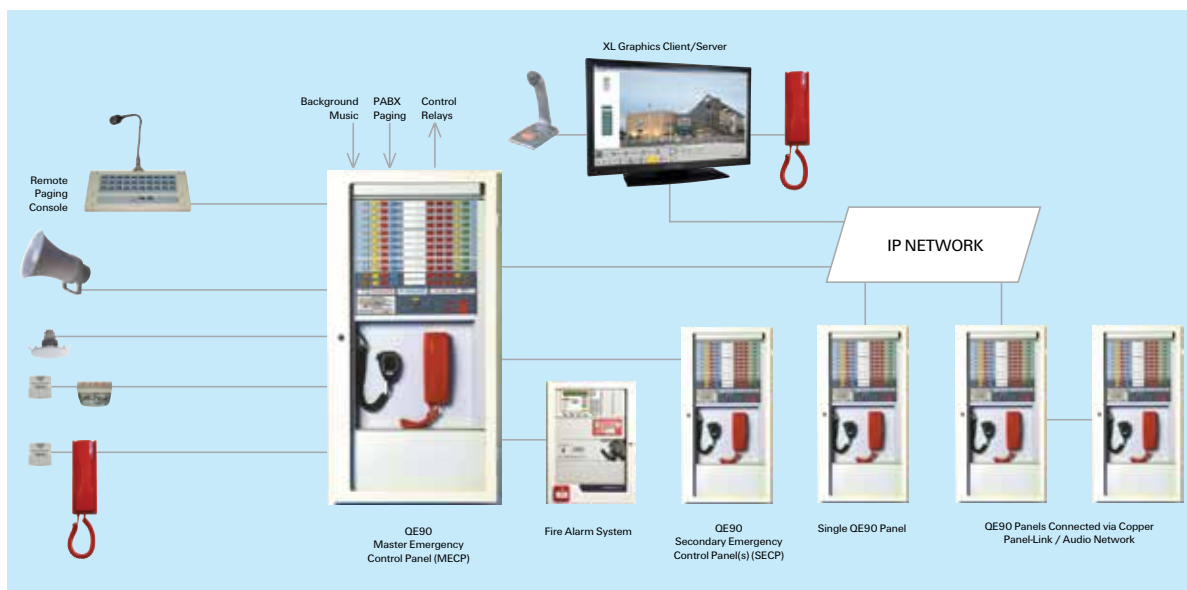 XL Graphics Client/Server
Background
Music
PABX
Paging
Control
Relays
Remote
Paging
Console
IP NETWORK
QE90
Master Emergency
Control Panel (MECP)
Fire Alarm System
QE90
Secondary Emergency
Control Panel(s) (SECP)
Single QE90 Panel
QE90 Panels Connected via Copper
Panel-Link / Audio Network